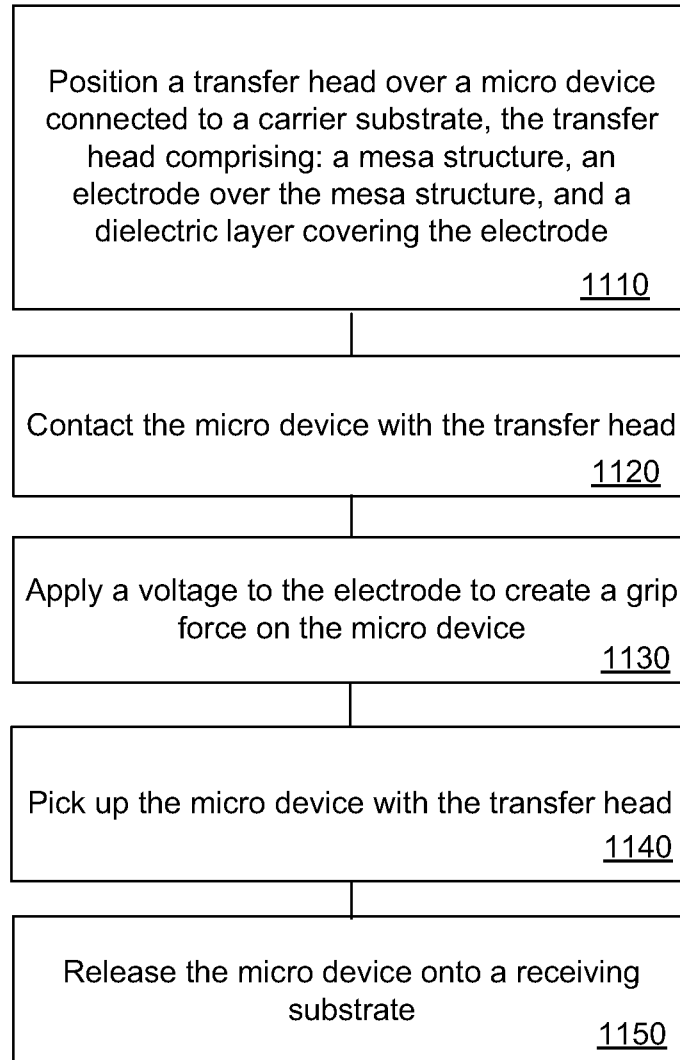 Position a transfer head over a micro device
connected to a carrier substrate, the transfer
head comprising: a mesa structure, an
electrode over the mesa structure, and a
dielectric layer covering the electrode
1110
Contact the micro device with the transfer head
1120
Apply a voltage to the electrode to create a grip
force on the micro device
1130
Pick up the micro device with the transfer head
1140
Release the micro device onto a receiving
substrate
1150